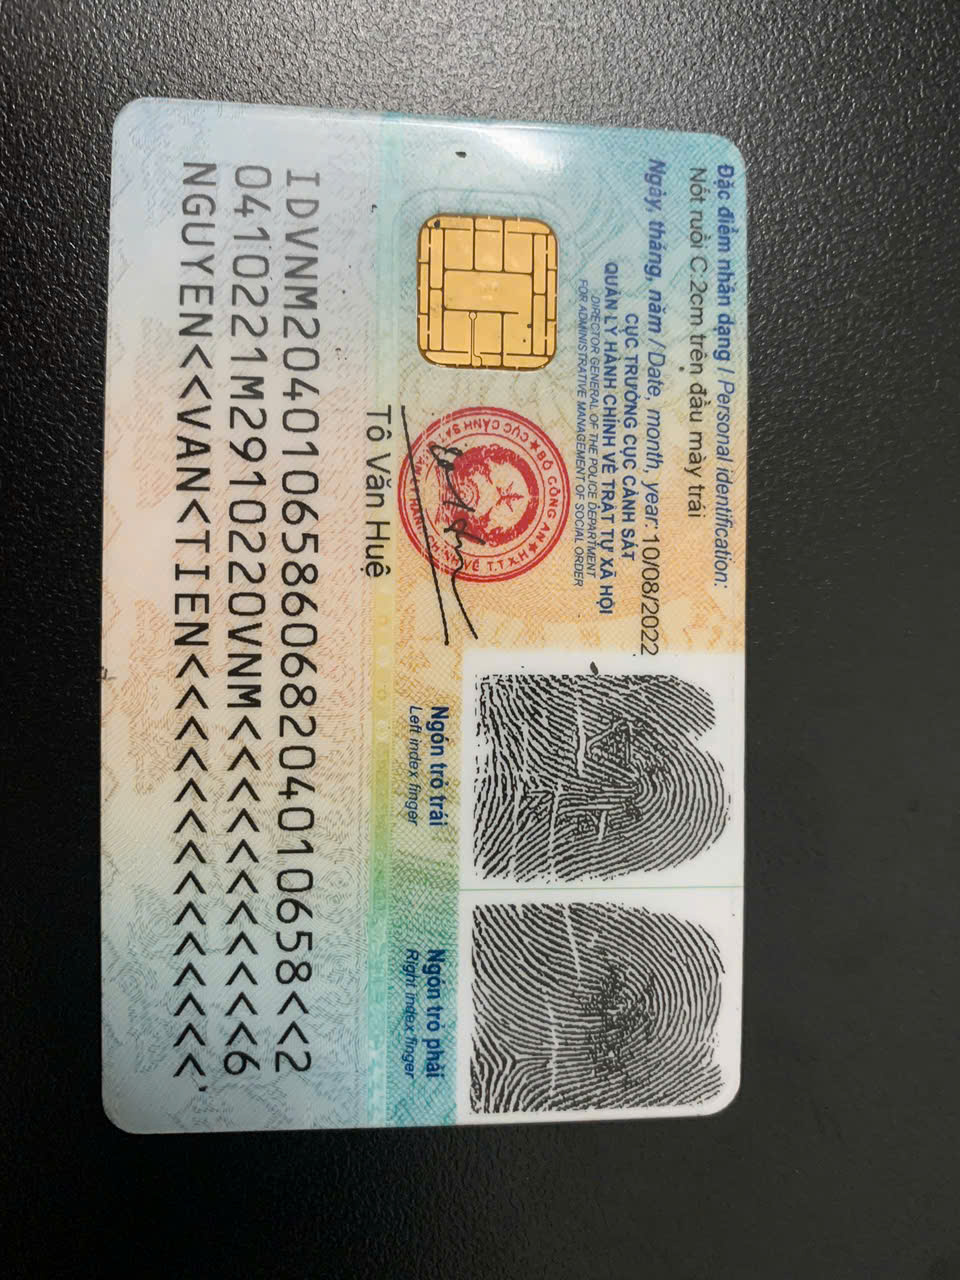 Đặc điểm nhân dạng / Personal identification:
Nốt ruồi C:2cm trên đầu mày trái
Ngày, tháng, năm / Date, month, year: 10/08/2022
CỤC TRƯỞNG CỤC CẢNH SÁT
QUẢN LÝ HÀNH CHÍNH VỀ TRẬT TỰ XÃ HỘI
DIRECTOR GENERAL OF THE POLICE DEPARTMENT
FOR ADMINISTRATIVE MANAGEMENT OF SOCIAL ORDER
BỘ CÔNG AN
CỤC CẢNH SÁT
VỀ T.T.X.H
Tô Văn Huệ
Ngón trỏ trái
Left index finger
Ngón trỏ phải
Right index finger
IDVNM2040106586068204010658<<2
0410221M2910220VNM<<<<<<<<<<<6
NGUYEN<<VAN<TIEN<<<<<<<<<<<<<<